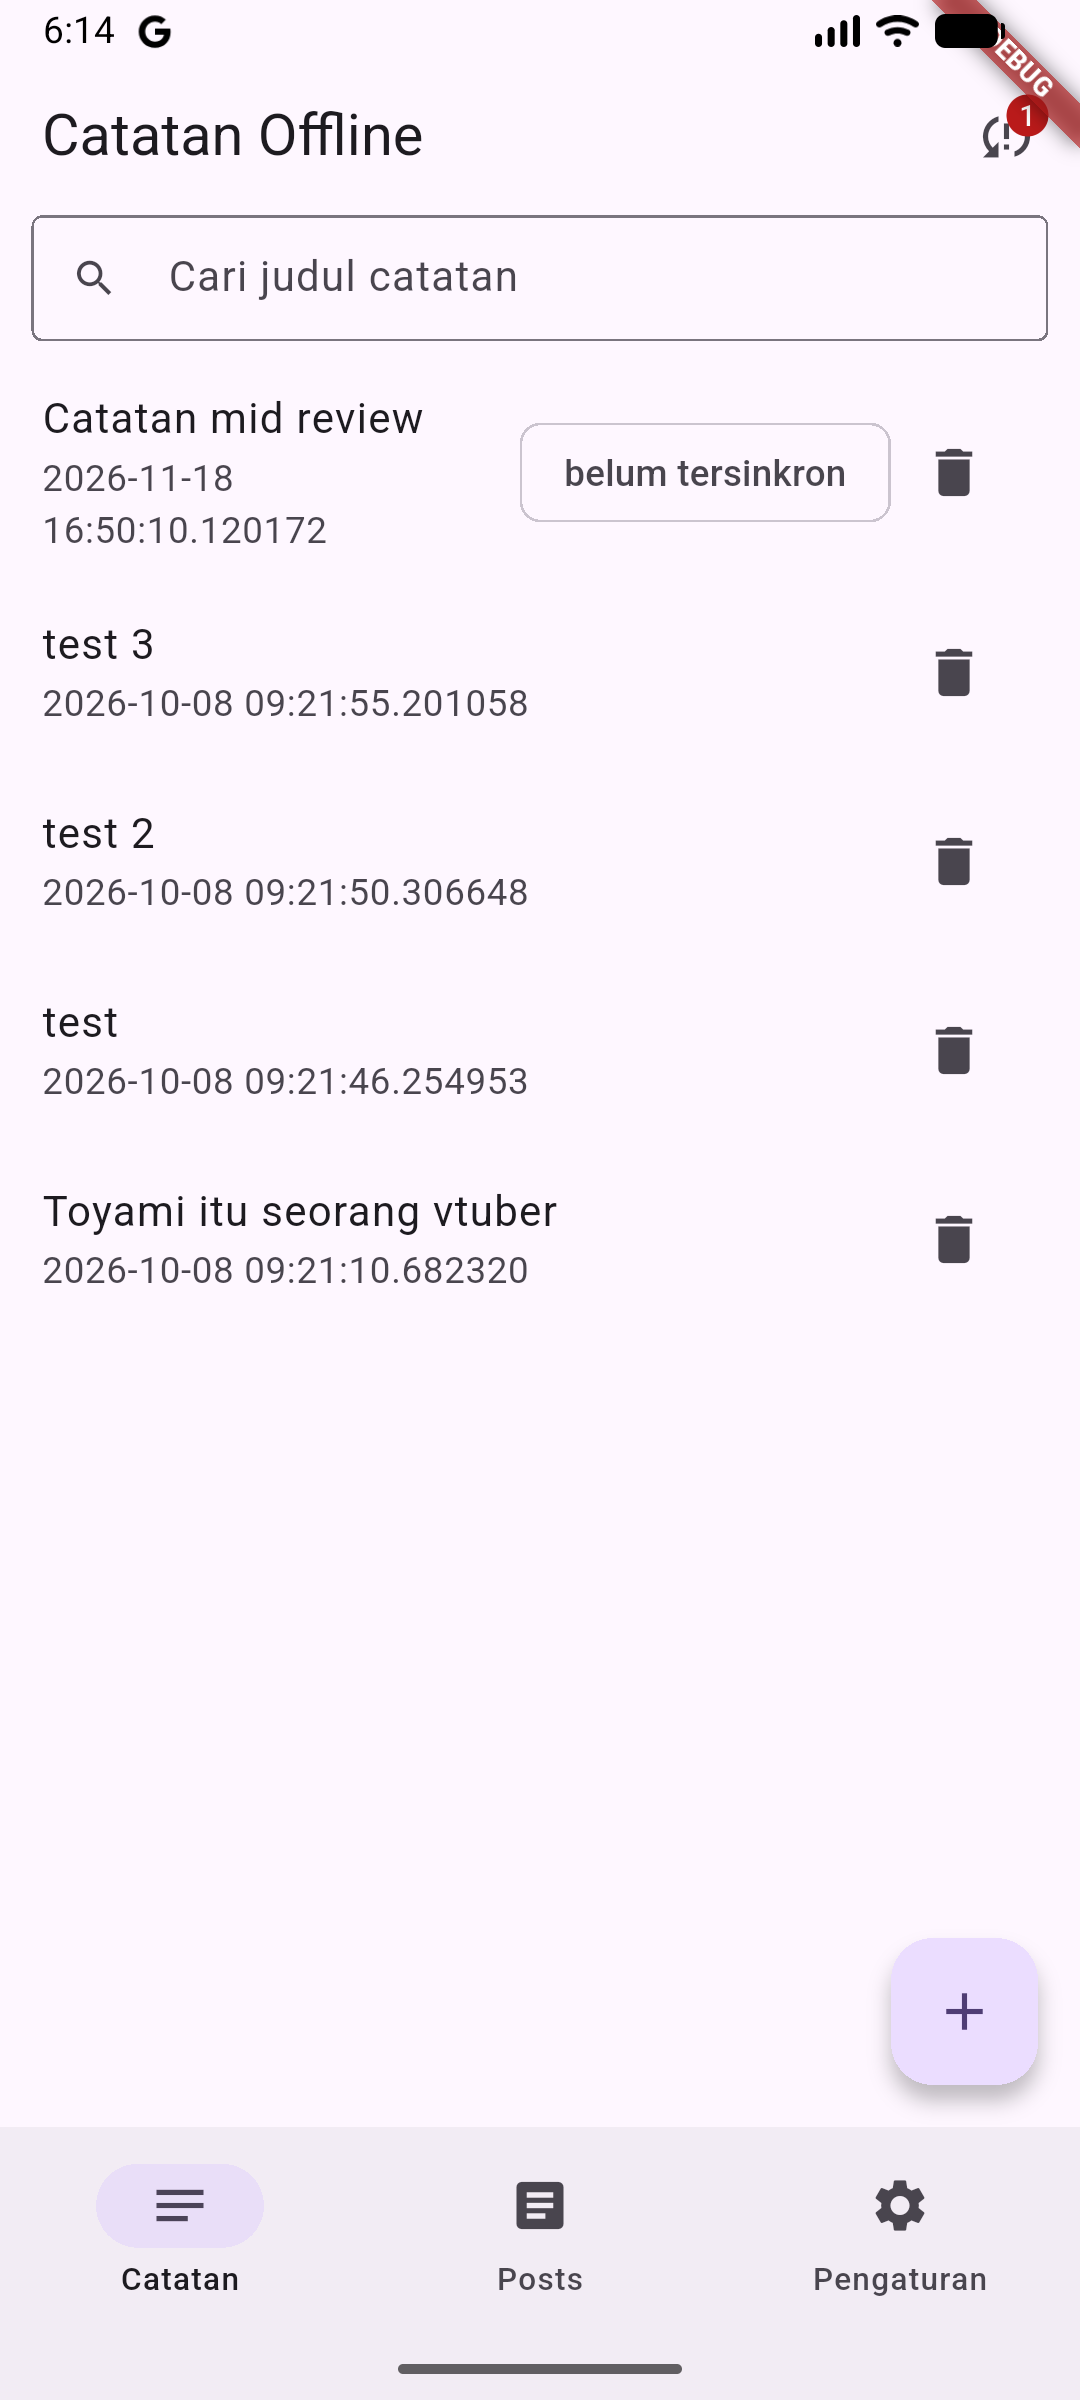 6:14 G
EBUG
Catatan Offline
1
Cari judul catatan
Catatan mid review
2026-11-18
16:50:10.120172
belum tersinkron
test 3
2026-10-08 09:21:55.201058
test 2
2026-10-08 09:21:50.306648
test
2026-10-08 09:21:46.254953
Toyami itu seorang vtuber
2026-10-08 09:21:10.682320
Catatan
Posts
Pengaturan